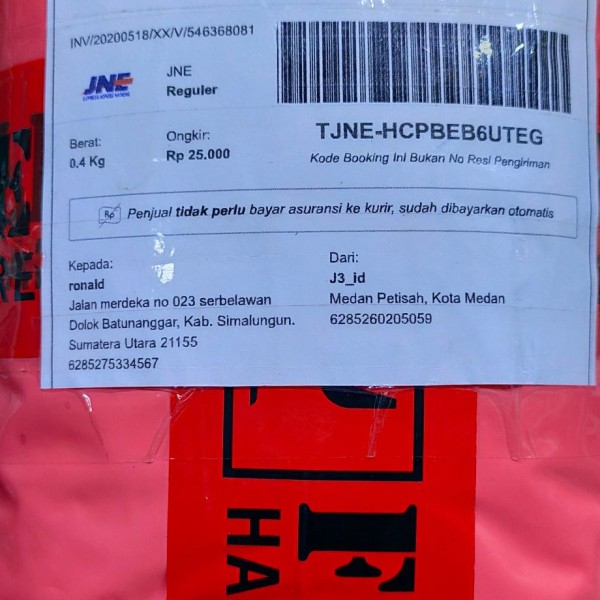 INV/20200518/XX/V/546368081
JNE
JNE
Reguler
Berat:
0.4 Kg
Ongkir:
Rp 25.000
TJNE-HCPBEB6UTEG
Kode Booking Ini Bukan No Resi Pengiriman
Rp Penjual tidak perlu bayar asuransi ke kurir, sudah dibayarkan otomatis
Kepada:
ronald
Jalan merdeka no 023 serbelawan
Dolok Batunanggar, Kab. Simalungun.
Sumatera Utara 21155
6285275334567
Dari:
J3_id
Medan Petisah, Kota Medan
6285260205059
F
HA